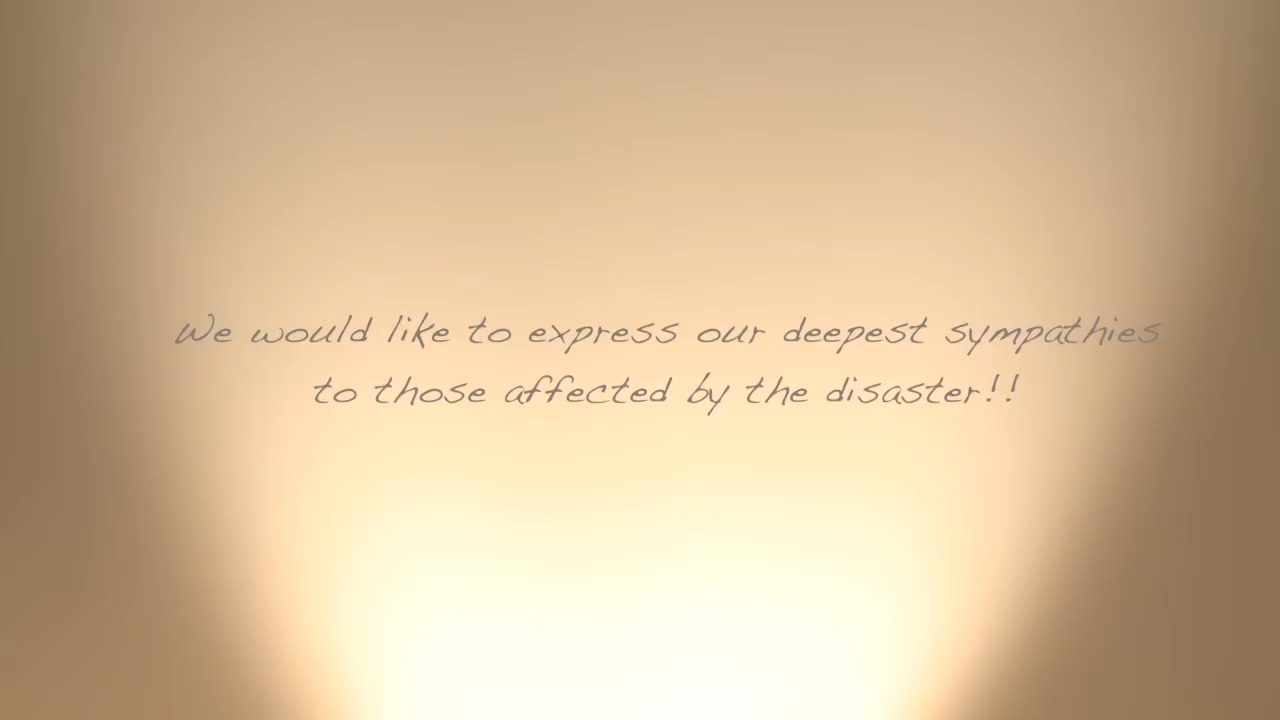 We would like to express our deepest sympathies
to those affected by the disaster!!